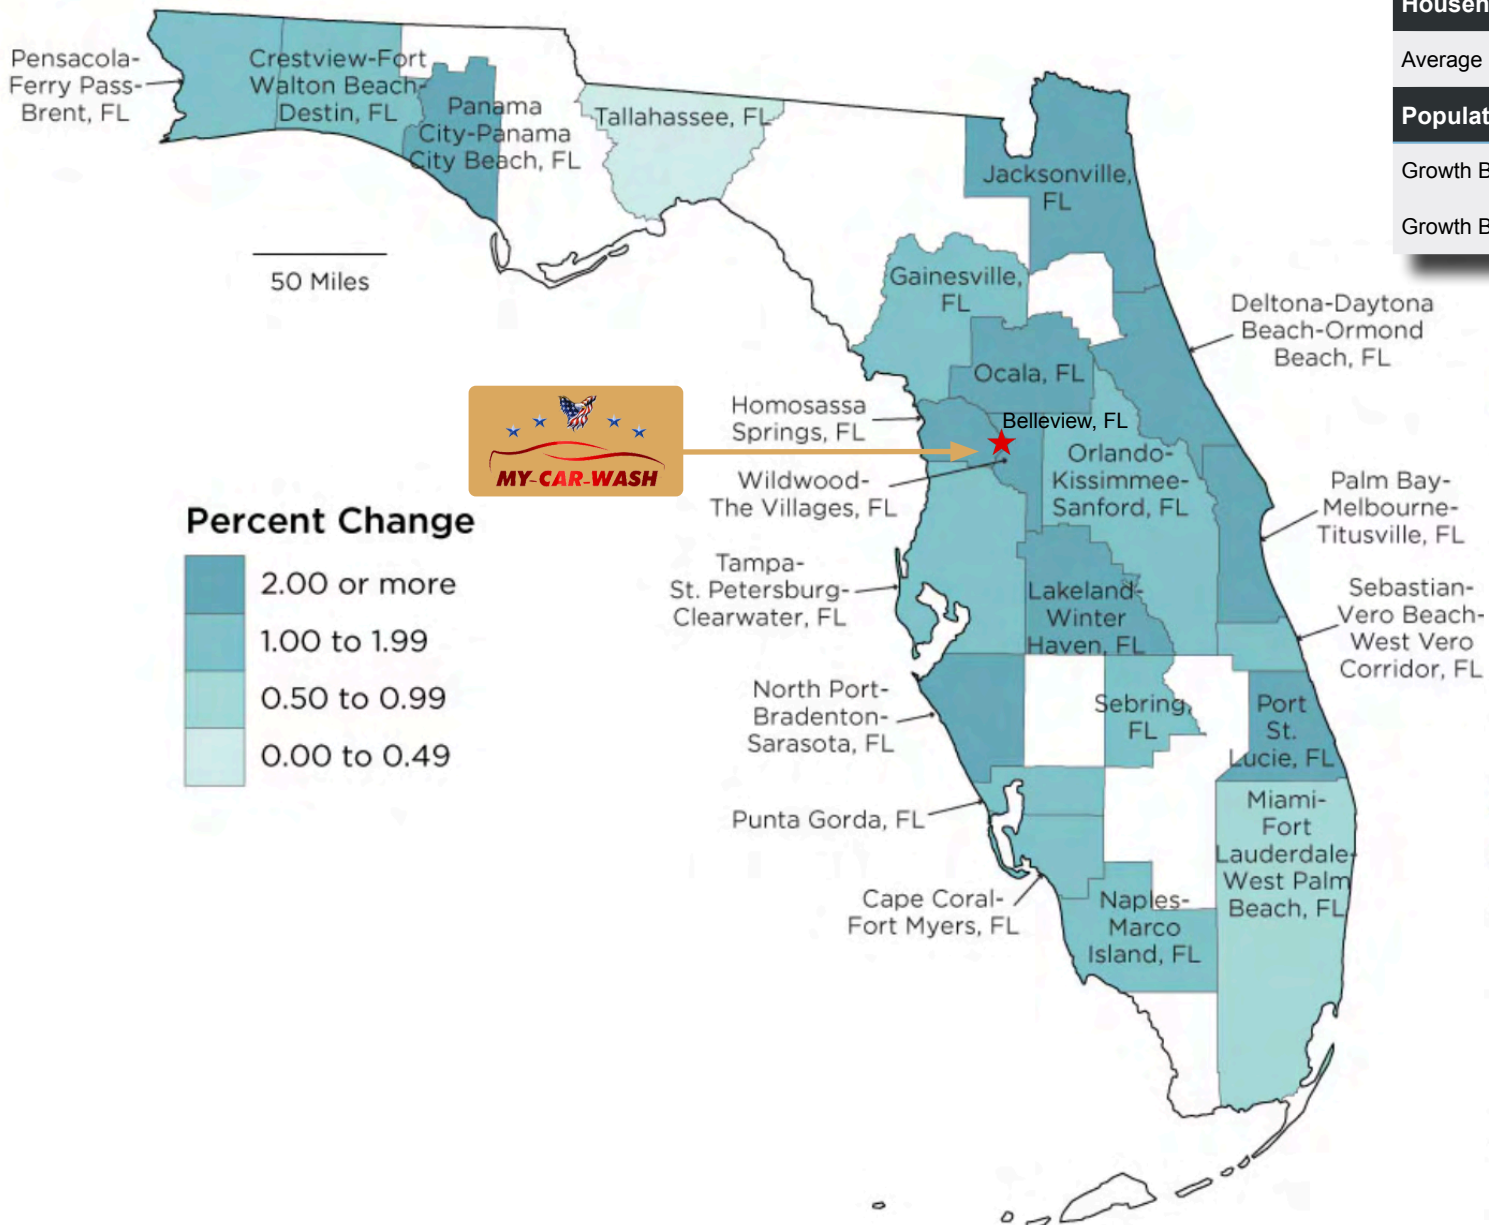 Pensacola-
Ferry Pass-
Brent, FL
Crestview-Fort
Walton Beach-
Destin, FL
Panama
City-Panama
City Beach, FL
Tallahassee, FL
Jacksonville,
FL
50 Miles
Gainesville,
FL
Deltona-Daytona
Beach-Ormond
Beach, FL
Ocala, FL
Homosassa
Springs, FL
Belleview, FL
MY-CAR-WASH
Wildwood-
The Villages, FL
Orlando-
Kissimmee-
Sanford, FL
Palm Bay-
Melbourne-
Titusville, FL
Percent Change
2.00 or more
1.00 to 1.99
0.50 to 0.99
0.00 to 0.49
Tampa-
St. Petersburg-
Clearwater, FL
Lakeland-
Winter
Haven, FL
Sebastian-
Vero Beach-
West Vero
Corridor, FL
North Port-
Bradenton-
Sarasota, FL
Sebring,
FL
Port
St.
Lucie, FL
Punta Gorda, FL
Miami-
Fort
Lauderdale-
West Palm
Beach, FL
Cape Coral-
Fort Myers, FL
Naples-
Marco
Island, FL
Average
Growth
Growth